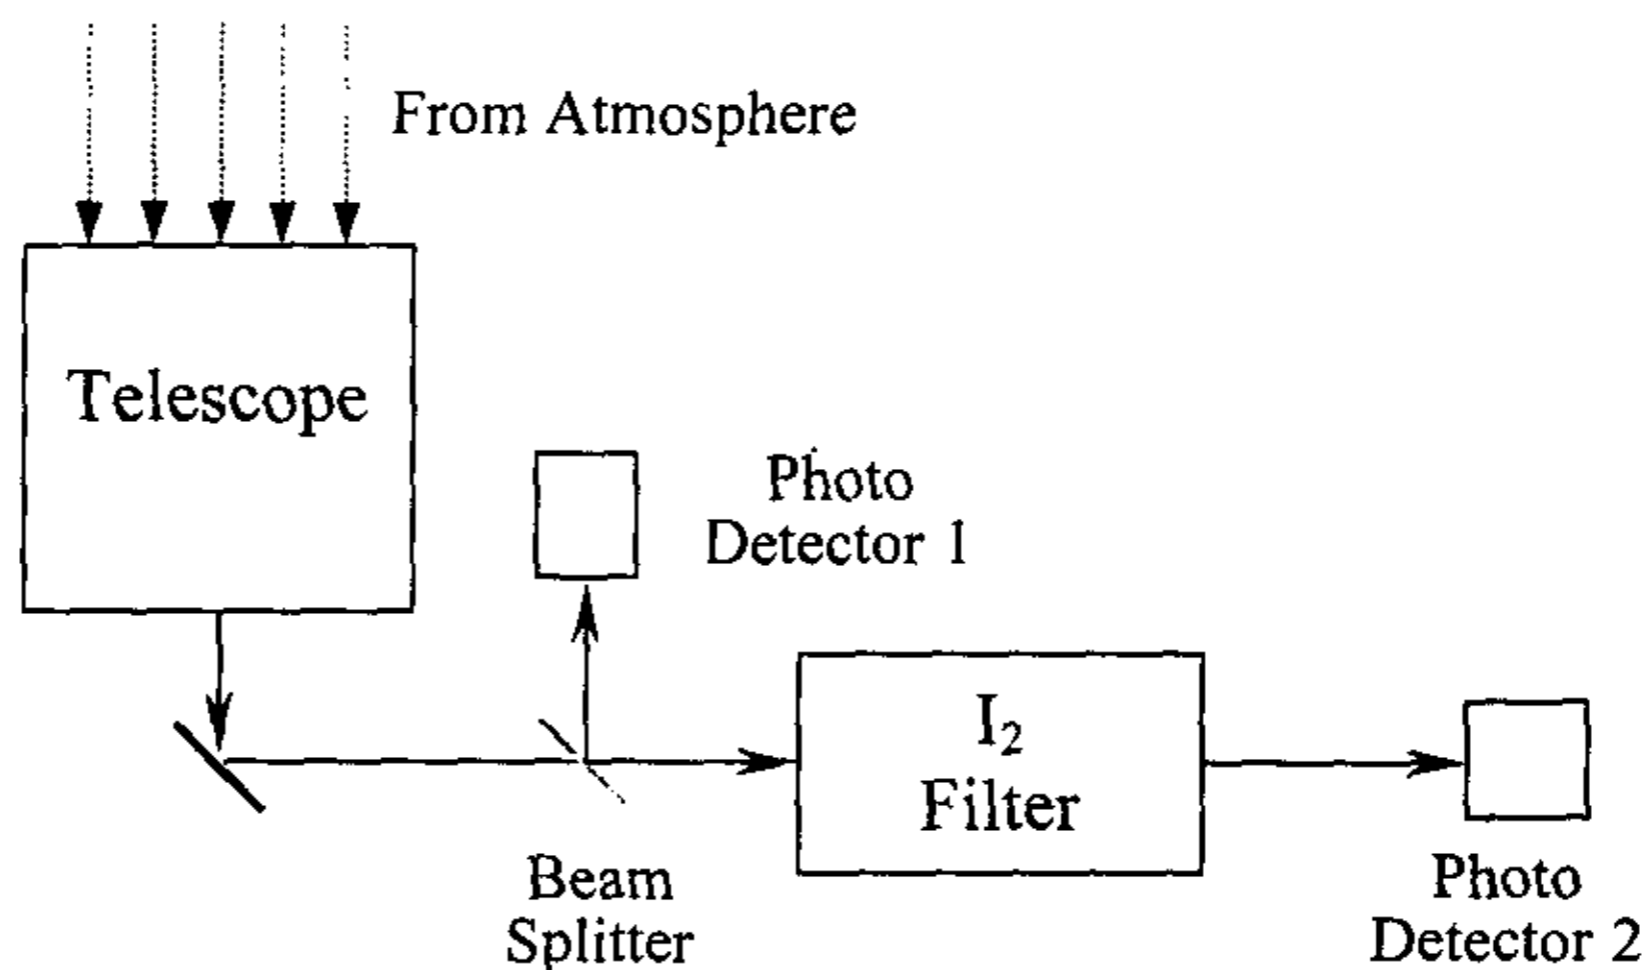 From Atmosphere
Telescope
Photo
Detector 1
I₂
Filter
Beam
Splitter
Photo
Detector 2